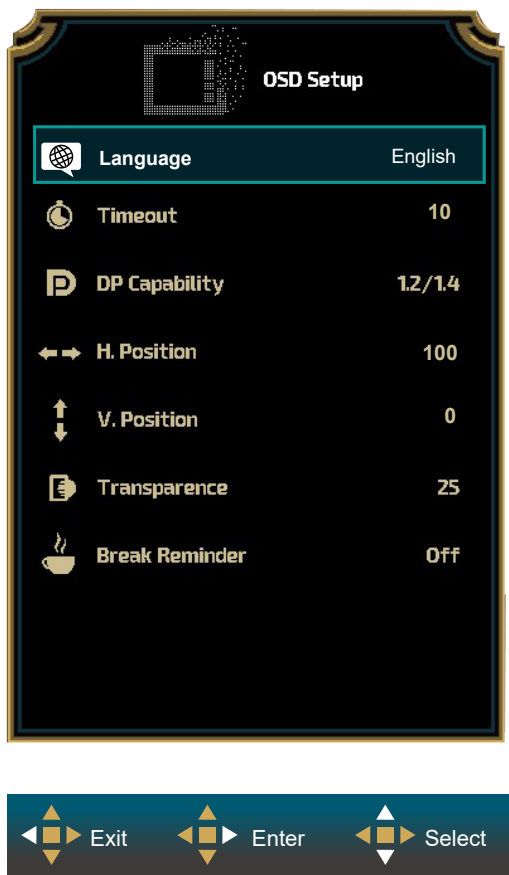 OSD Setup
Language English
Timeout 10
DP Capability 1.2/1.4
H. Position 100
V. Position 0
Transparence 25
Break Reminder Off
Exit Enter Select